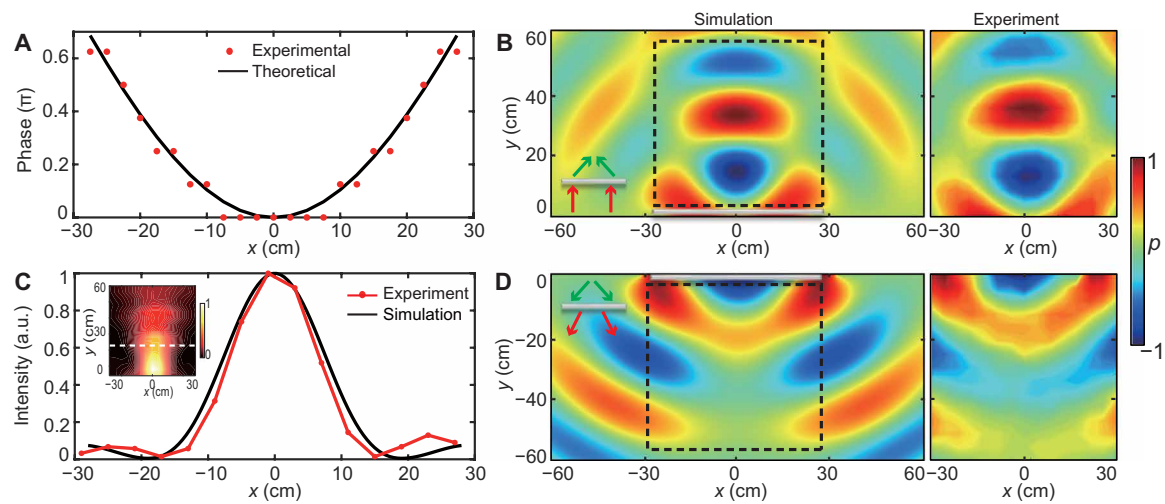 A
Phase (π)
0.6
0.4
0.2
0
Experimental
Theoretical
−30 −20 −10 0 10 20 30
x (cm)
Simulation
Experiment
B
y (cm)
60
40
20
0
−60 −30 0 30 60
x (cm)
−30 0 30
x (cm)
1
p
−1
C
Intensity (a.u.)
1
0.8
0.6
0.4
0.2
0
Experiment
Simulation
y (cm)
60
30
0
−30 0 30
x (cm)
1
0
−30 −20 −10 0 10 20 30
x (cm)
D
y (cm)
0
−20
−40
−60
−60 −30 0 30 60
x (cm)
−30 0 30
x (cm)